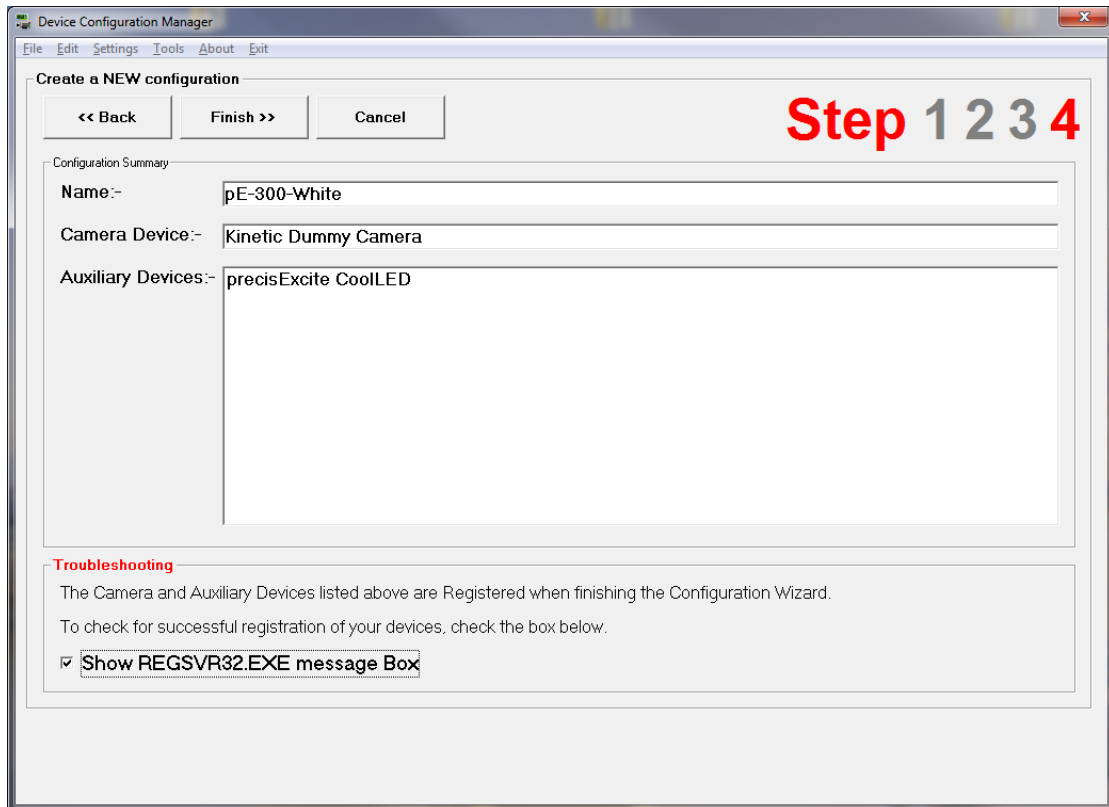 Device Configuration Manager
x
File Edit Settings Tools About Exit
Create a NEW configuration
<< Back Finish >> Cancel Step 1 2 3 4
Configuration Summary
Name:- pE-300-White
Camera Device:- Kinetic Dummy Camera
Auxiliary Devices:- precisExcite CoolLED
Troubleshooting
The Camera and Auxiliary Devices listed above are Registered when finishing the Configuration Wizard.
To check for successful registration of your devices, check the box below.
Show REGSVR32.EXE message Box